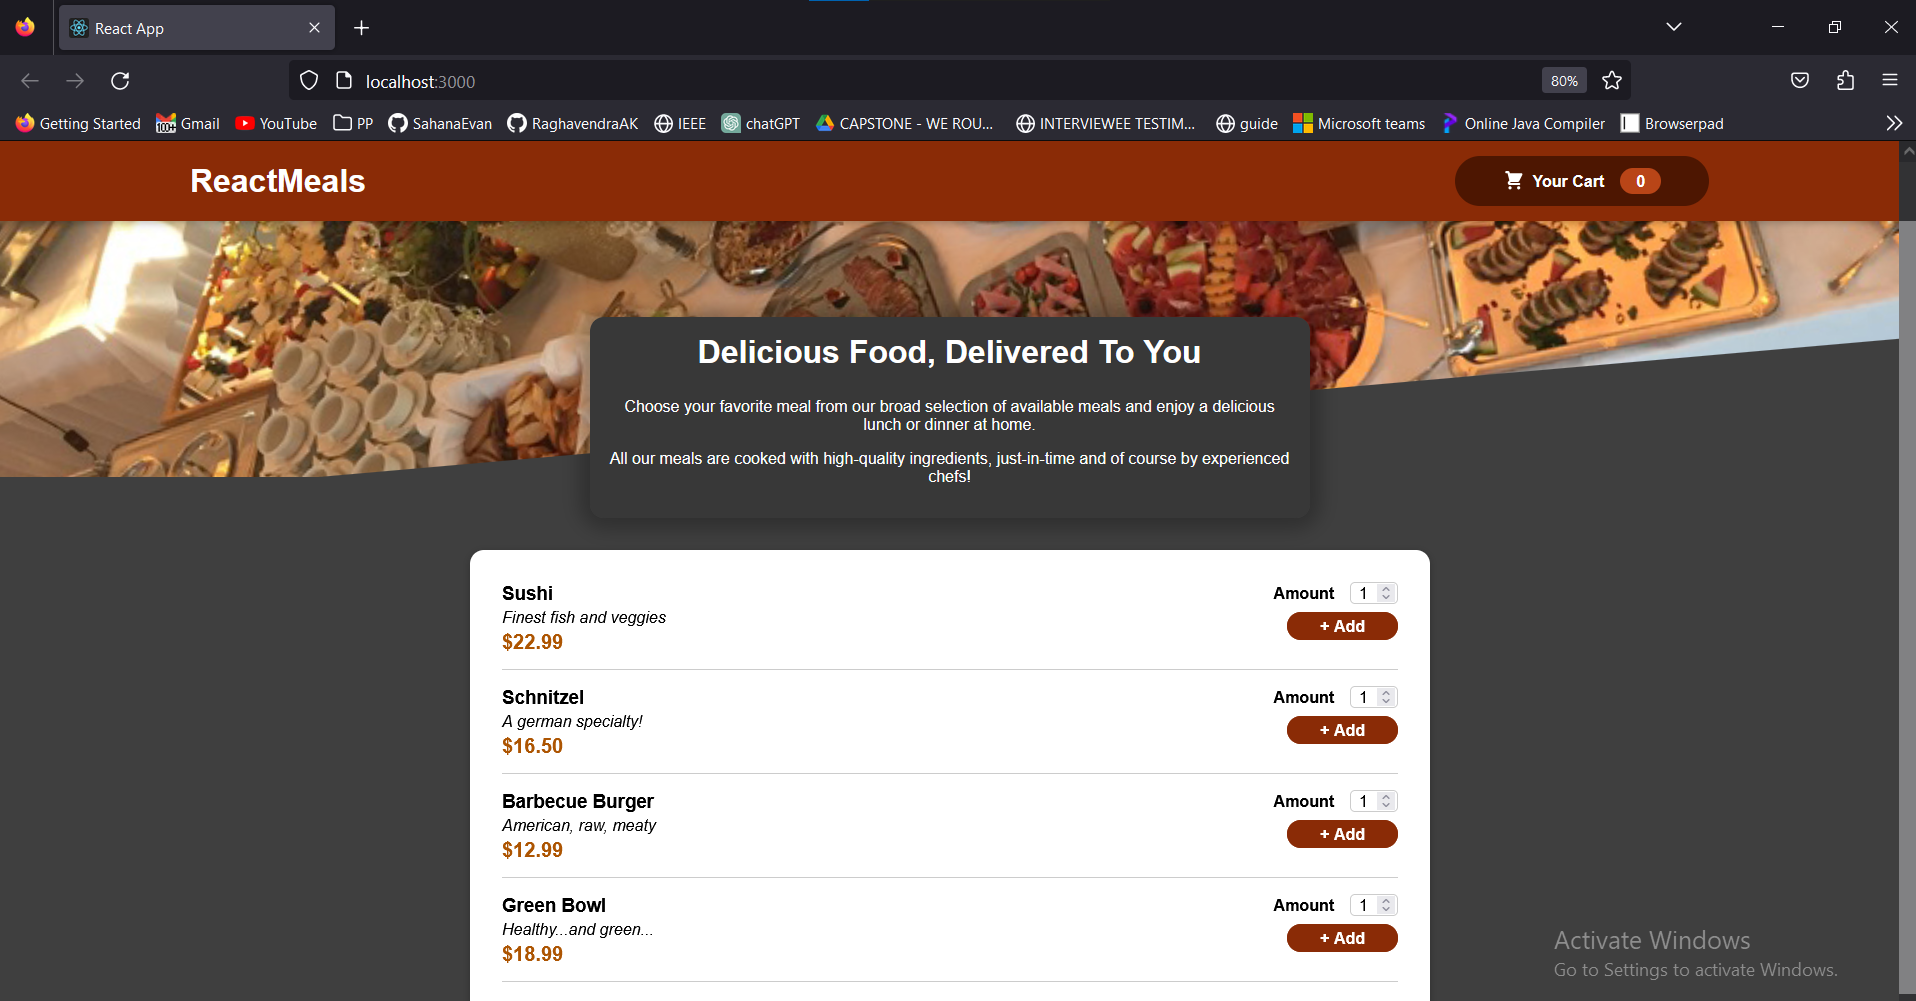 React App
localhost:3000
80%
Getting Started
Gmail
YouTube
PP
SahanaEvan
RaghavendraAK
IEEE
chatGPT
CAPSTONE - WE ROU...
INTERVIEWEE TESTIM...
guide
Microsoft teams
Online Java Compiler
Browserpad
ReactMeals
Your Cart 0
Delicious Food, Delivered To You
Choose your favorite meal from our broad selection of available meals and enjoy a delicious
lunch or dinner at home.
All our meals are cooked with high-quality ingredients, just-in-time and of course by experienced
chefs!
Sushi
Finest fish and veggies
$22.99
Amount 1
+ Add
Schnitzel
A german specialty!
$16.50
Amount 1
+ Add
Barbecue Burger
American, raw, meaty
$12.99
Amount 1
+ Add
Green Bowl
Healthy...and green...
$18.99
Amount 1
+ Add
Activate Windows
Go to Settings to activate Windows.